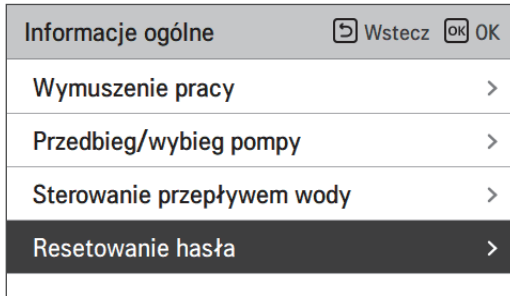 Informacje ogólne Wstecz OK OK
Wymuszenie pracy
Przedbieg/wybieg pompy
Sterowanie przepływem wody
Resetowanie hasła